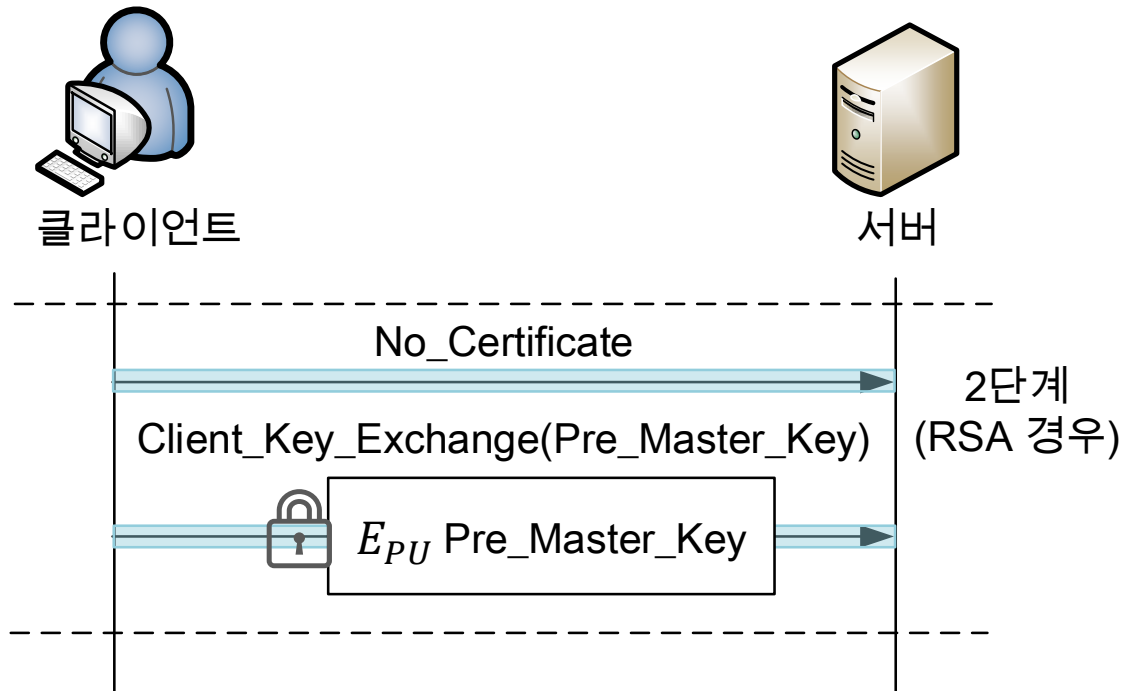 클라이언트
서버
No_Certificate
2단계
(RSA 경우)
Client_Key_Exchange(Pre_Master_Key)
E_PU Pre_Master_Key